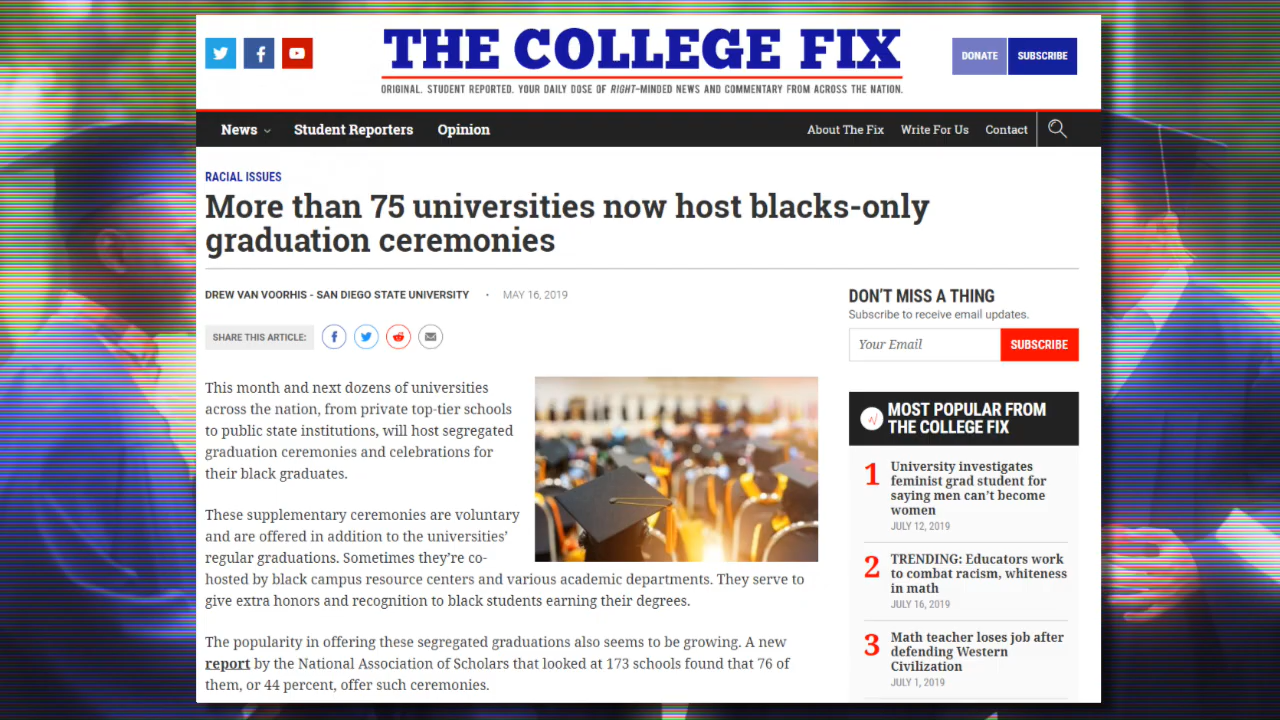 THE COLLEGE FIX
DONATE
SUBSCRIBE
ORIGINAL. STUDENT REPORTED. YOUR DAILY DOSE OF RIGHT-MINDED NEWS AND COMMENTARY FROM ACROSS THE NATION.
News
Student Reporters
Opinion
About The Fix
Write For Us
Contact
RACIAL ISSUES
More than 75 universities now host blacks-only
graduation ceremonies
DREW VAN VOORHIS - SAN DIEGO STATE UNIVERSITY • MAY 16, 2019
SHARE THIS ARTICLE:
This month and next dozens of universities
across the nation, from private top-tier schools
to public state institutions, will host segregated
graduation ceremonies and celebrations for
their black graduates.
These supplementary ceremonies are voluntary
and are offered in addition to the universities'
regular graduations. Sometimes they're co-
hosted by black campus resource centers and various academic departments. They serve to
give extra honors and recognition to black students earning their degrees.
The popularity in offering these segregated graduations also seems to be growing. A new
report by the National Association of Scholars that looked at 173 schools found that 76 of
them, or 44 percent, offer such ceremonies.
DON'T MISS A THING
Subscribe to receive email updates.
Your Email
SUBSCRIBE
MOST POPULAR FROM
THE COLLEGE FIX
1 University investigates
feminist grad student for
saying men can't become
women
JULY 12, 2019
2 TRENDING: Educators work
to combat racism, whiteness
in math
JULY 16, 2019
3 Math teacher loses job after
defending Western
Civilization
JULY 1, 2019